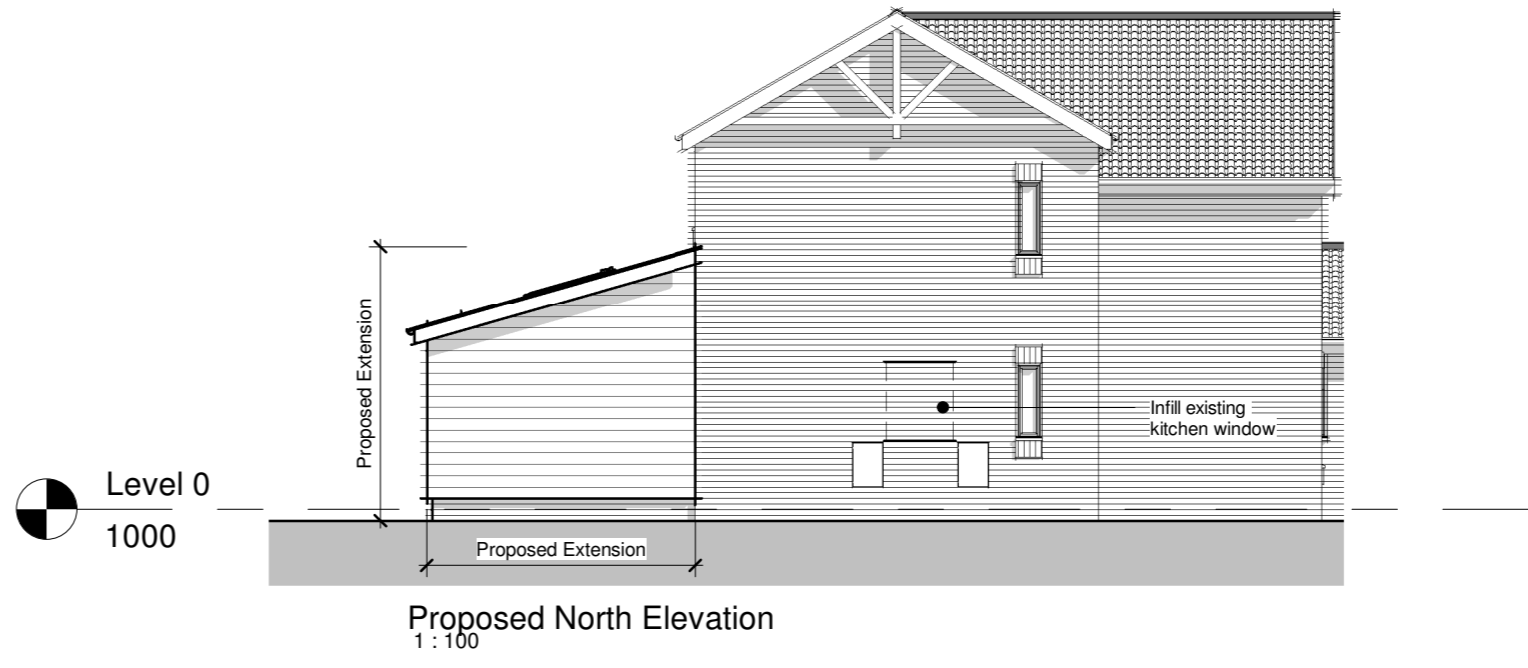 Proposed Extension
Infill existing
kitchen window
Level 0
1000
Proposed Extension
Proposed North Elevation
1 : 100